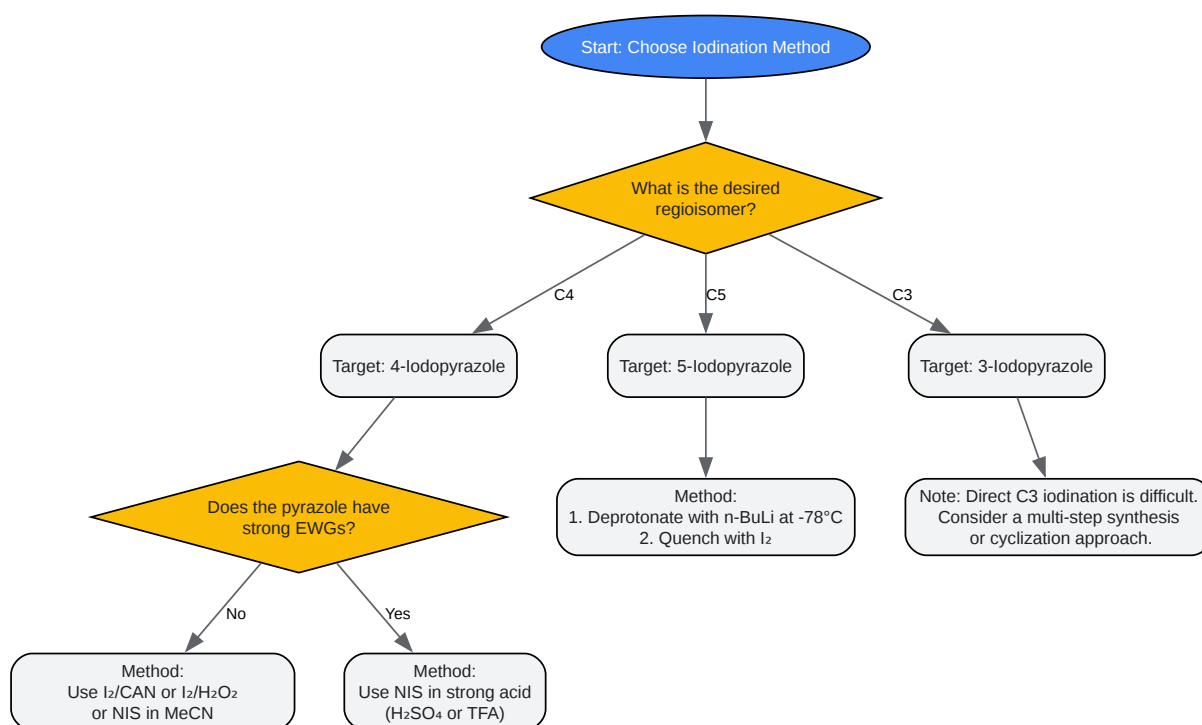 Start: Choose Iodination Method
What is the desired
regioisomer?
C4
C5
C3
Target: 4-Iodopyrazole
Target: 5-Iodopyrazole
Target: 3-Iodopyrazole
Does the pyrazole have
strong EWGs?
Method:
1. Deprotonate with n-BuLi at -78°C
2. Quench with I₂
Note: Direct C3 iodination is difficult.
Consider a multi-step synthesis
or cyclization approach.
No
Yes
Method:
Use I₂/CAN or I₂/H₂O₂
or NIS in MeCN
Method:
Use NIS in strong acid
(H₂SO₄ or TFA)